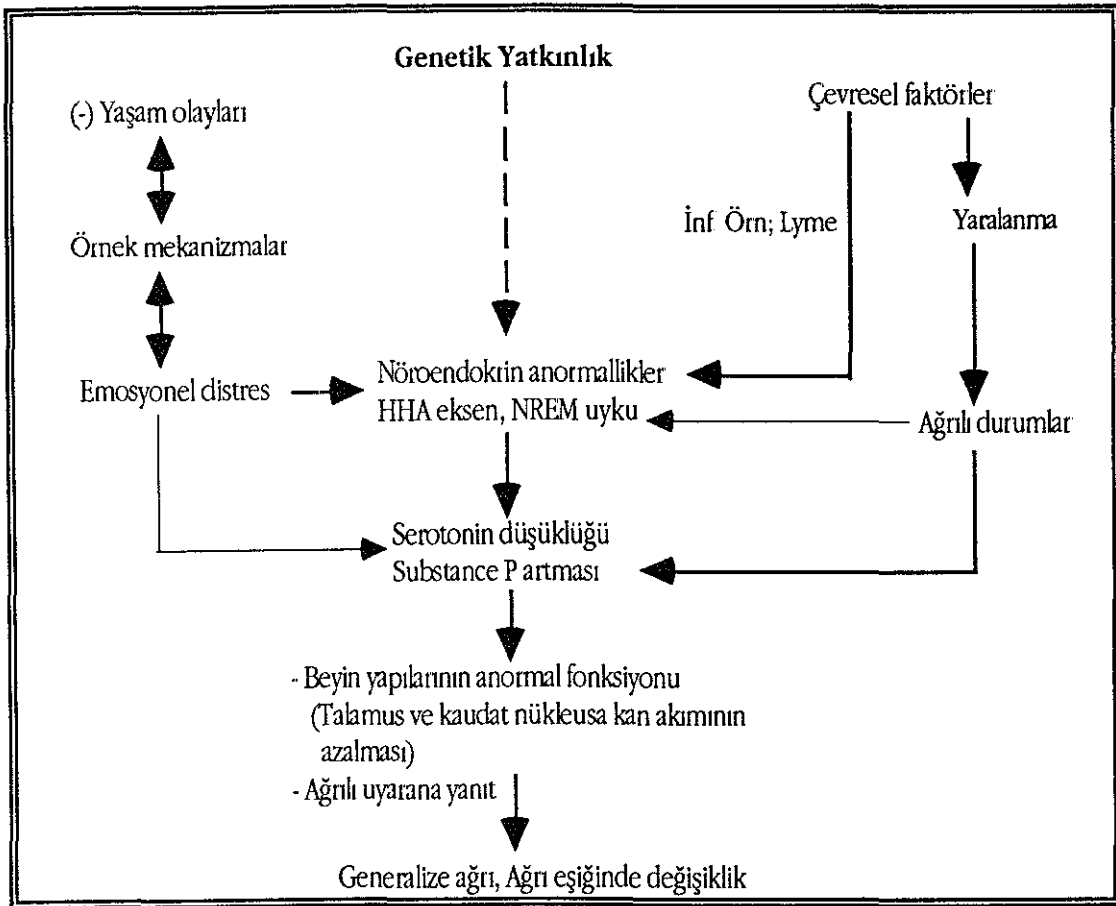 Genetik Yatkınlık
(-) Yaşam olayları
Çevresel faktörler
Örnek mekanizmalar
İnf Örn; Lyme
Yaralanma
Emosyonel distres
Nöroendokrin anormallikler
HHA eksen, NREM uyku
Ağrılı durumlar
Serotonin düşüklüğü
Substance P artması
- Beyin yapılarının anormal fonksiyonu
(Talamus ve kaudat nükleusa kan akımının
azalması)
- Ağrılı uyarana yanıt
Generalize ağrı, Ağrı eşiğinde değişiklik